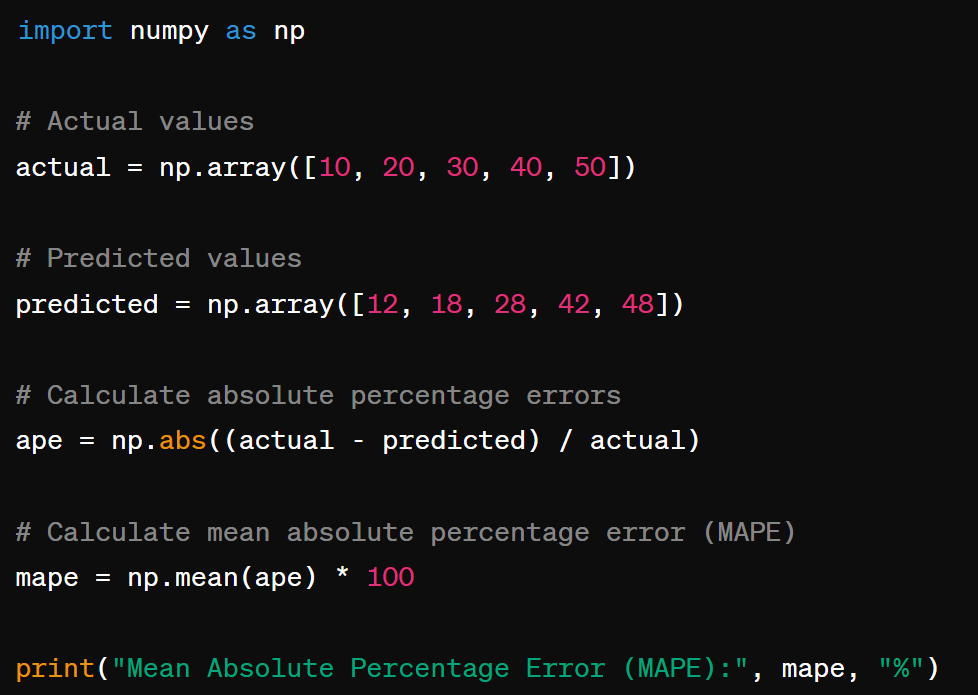 import numpy as np
# Actual values
actual = np.array([10, 20, 30, 40, 50])
# Predicted values
predicted = np.array([12, 18, 28, 42, 48])
# Calculate absolute percentage errors
ape = np.abs((actual - predicted) / actual)
# Calculate mean absolute percentage error (MAPE)
mape = np.mean(ape) * 100
print("Mean Absolute Percentage Error (MAPE):", mape, "%")